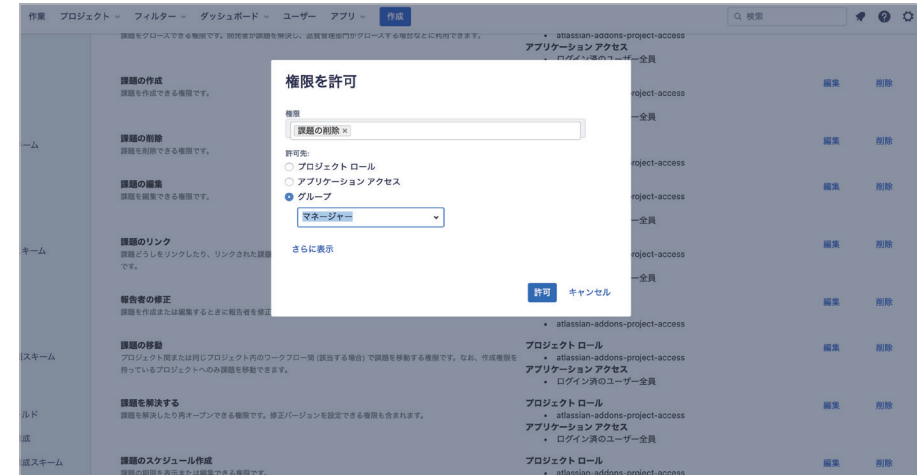 作業 プロジェクト フィルター ダッシュボード ユーザー アプリ 作成 検索
課題をクローズできる権限です。開発者が課題を解決し、品質管理部門がクローズする場合などに利用できます。
• atlassian-addons-project-access
アプリケーション アクセス
• ログイン済のユーザー全員
課題の作成
課題を作成できる権限です。
roject-access
ー全員
編集 削除
ーム
課題の削除
課題を削除できる権限です。
roject-access
編集 削除
課題の編集
課題を編集できる権限です。
roject-access
ー全員
編集 削除
キーム
課題のリンク
課題どうしをリンクしたり、リンクされた課題
です。
roject-access
ー全員
編集 削除
報告者の修正
課題を作成または編集するときに報告者を修正
• atlassian-addons-project-access
編集 削除
権限を許可
権限
課題の削除 ×
許可先:
プロジェクト ロール
アプリケーション アクセス
グループ
マネージャー
さらに表示
許可 キャンセル
スキーム
課題の移動
プロジェクト間または同じプロジェクト内のワークフロー間 (該当する場合) で課題を移動する権限です。なお、作成権限を
持っているプロジェクトへのみ課題を移動できます。
プロジェクト ロール
• atlassian-addons-project-access
アプリケーション アクセス
• ログイン済のユーザー全員
編集 削除
ルド
成
課題を解決する
課題を解決したり再オープンできる権限です。修正バージョンを設定できる権限も含まれます。
プロジェクト ロール
• atlassian-addons-project-access
アプリケーション アクセス
• ログイン済のユーザー全員
編集 削除
成スキーム
課題のスケジュール作成
課題の期限を表示または編集できる権限です。
プロジェクト ロール
• atlassian-addons-project-access
編集 削除